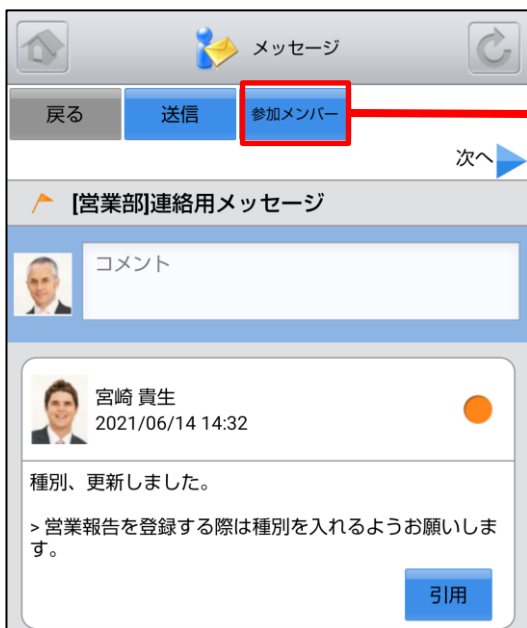 メッセージ
戻る
送信
参加メンバー
次へ
[営業部]連絡用メッセージ
コメント
宮崎 貴生
2021/06/14 14:32
種別、更新しました。
> 営業報告を登録する際は種別を入れるようお願いしま
す。
引用